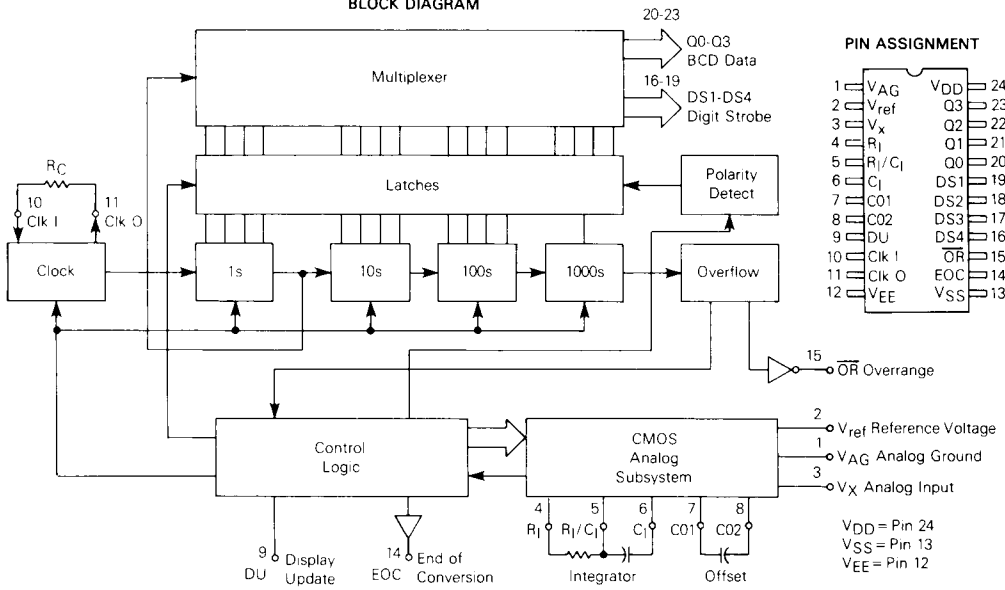 BLOCK DIAGRAM
20-23
Q0-Q3
BCD Data
16-19
DS1-DS4
Digit Strobe
Multiplexer
Latches
Polarity
Detect
RC
10
Clk I
11
Clk O
Clock
1s
10s
100s
1000s
Overflow
15
OR Overrange
Control
Logic
CMOS
Analog
Subsystem
2
Vref Reference Voltage
1
VAG Analog Ground
3
VX Analog Input
4
RI
5
RI/CI
6
CI
7
C01
8
C02
Integrator
Offset
9
DU
Display
Update
14
EOC
End of
Conversion
VDD = Pin 24
VSS = Pin 13
VEE = Pin 12
PIN ASSIGNMENT
1 VAG VDD 24
2 Vref Q3 23
3 Vx Q2 22
4 RI Q1 21
5 RI/CI Q0 20
6 CI DS1 19
7 C01 DS2 18
8 C02 DS3 17
9 DU DS4 16
10 Clk I OR 15
11 Clk O EOC 14
12 VEE VSS 13